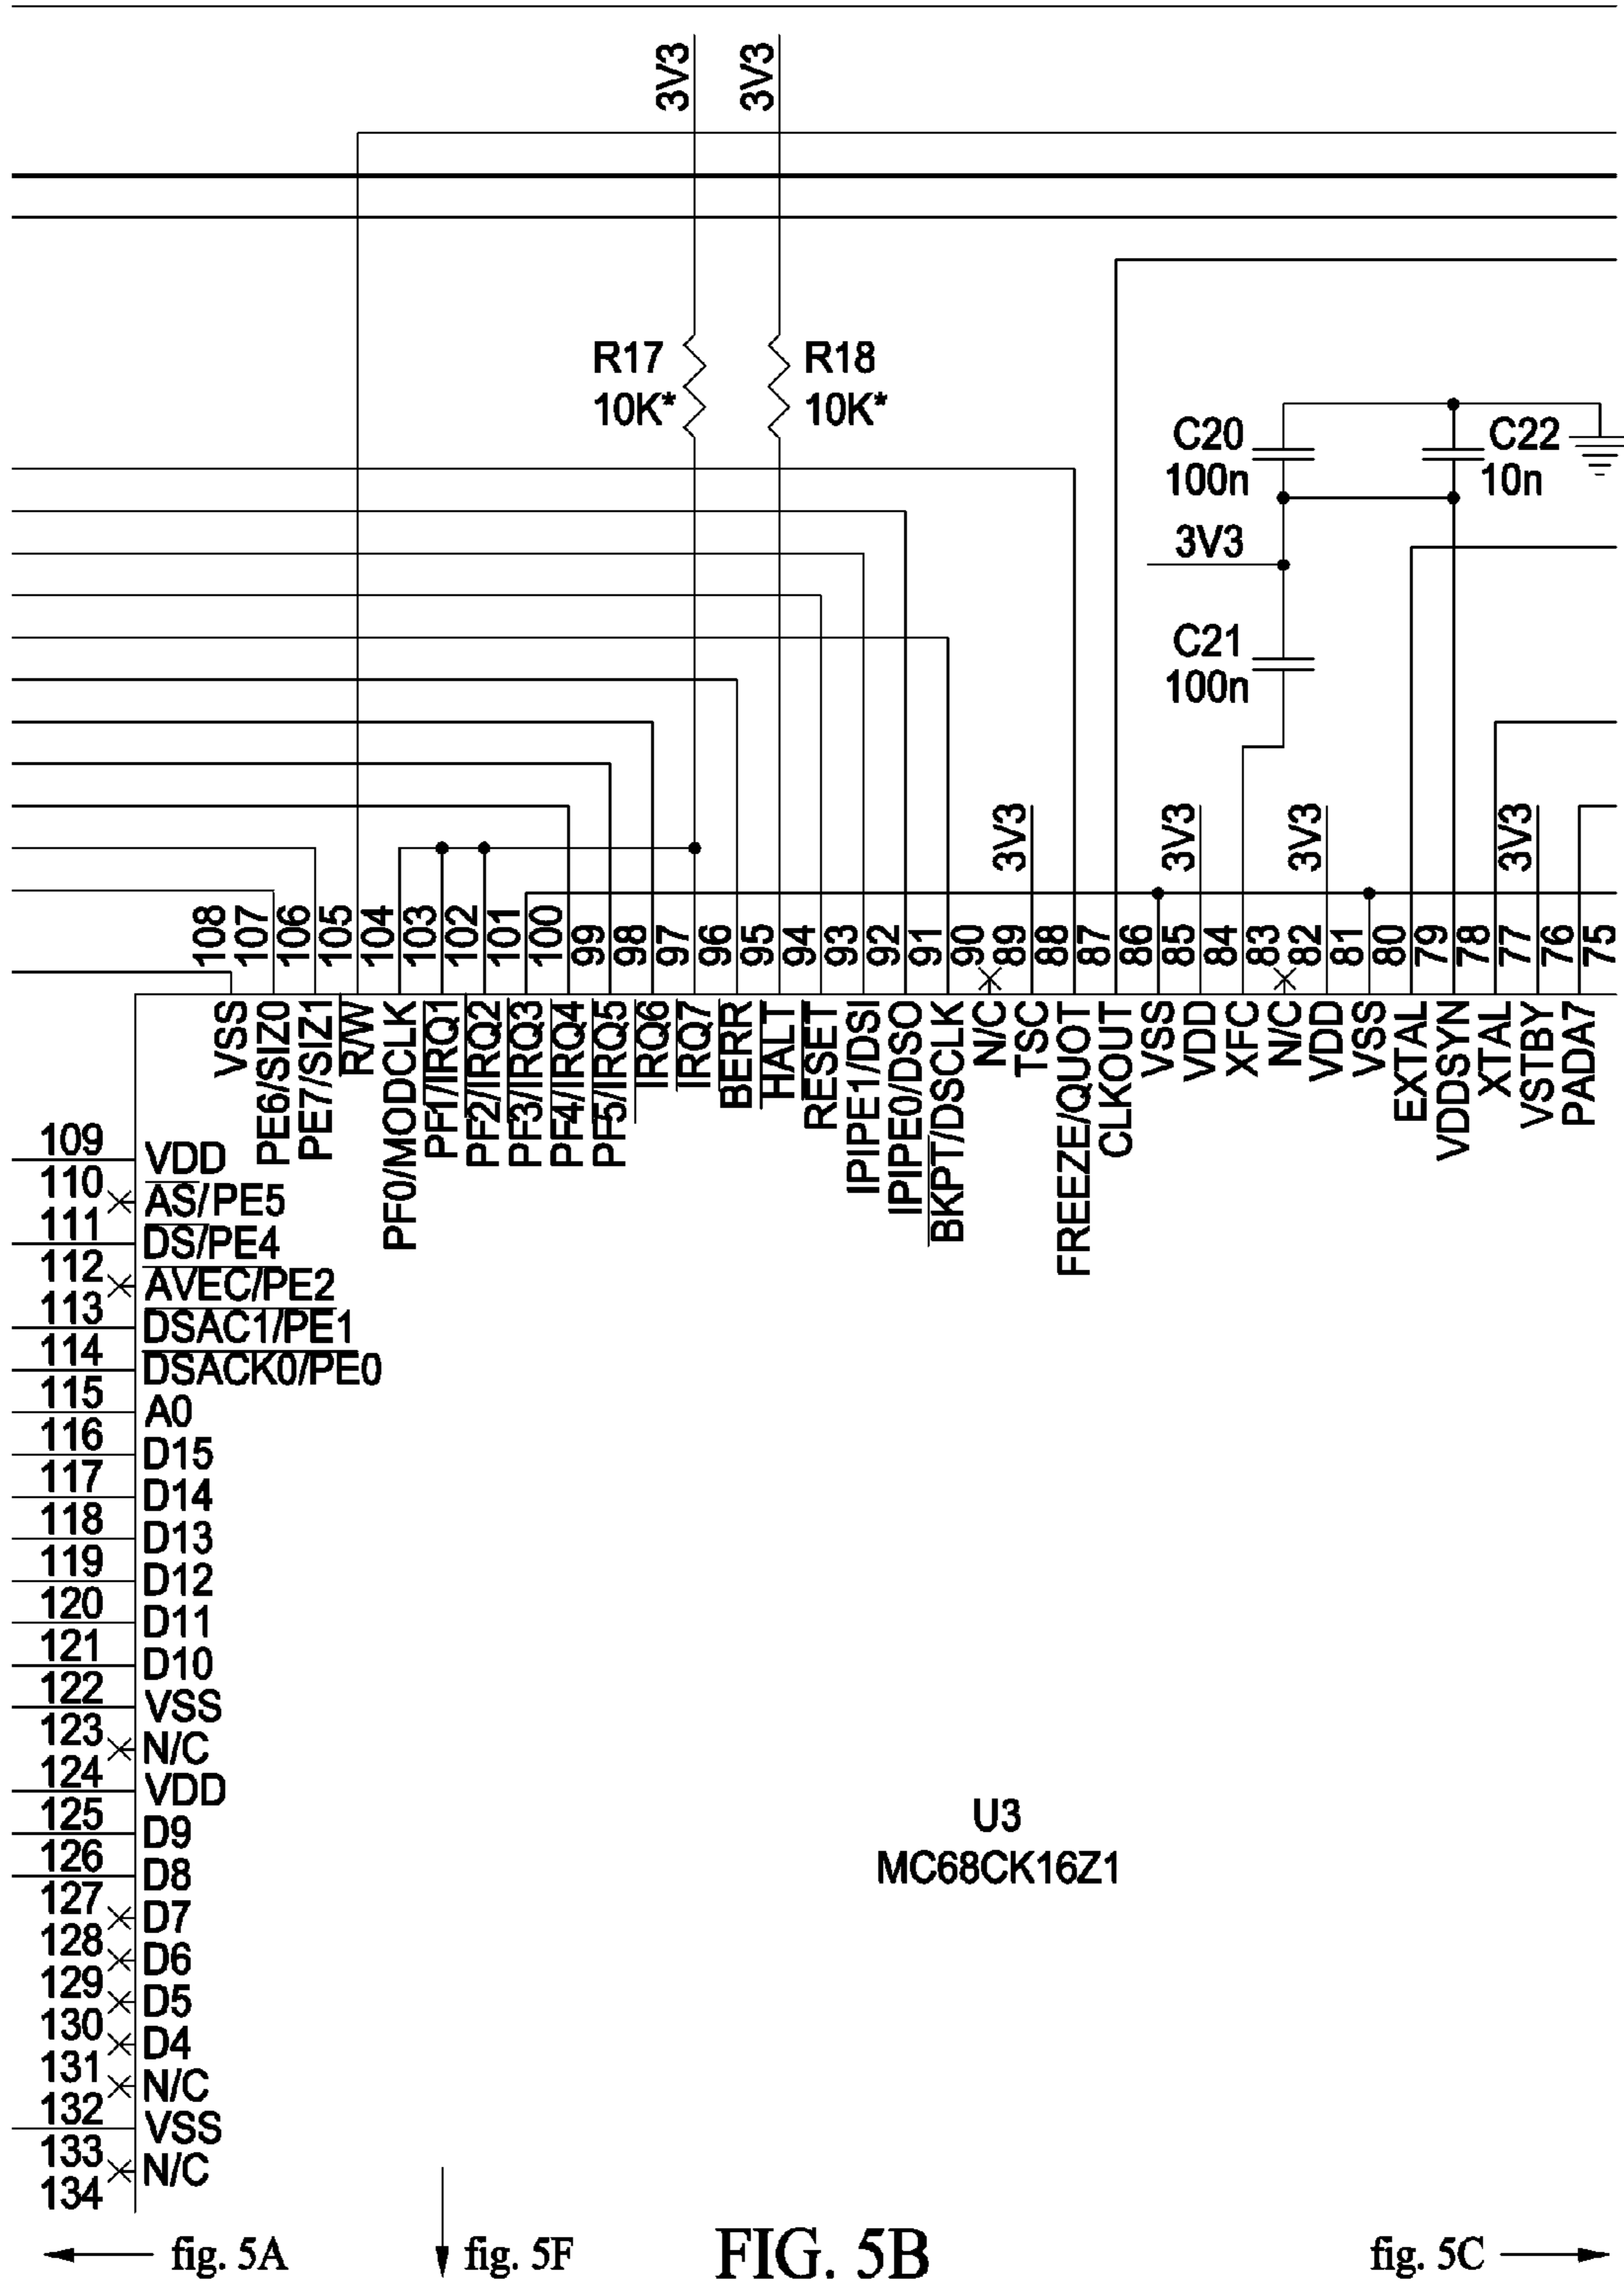 3V3
3V3
R17
10K*
R18
10K*
C20
100n
C22
10n
3V3
C21
100n
3V3
3V3
3V3
3V3
108
107
106
105
104
103
102
101
100
99
98
97
96
95
94
93
92
91
90
89
88
87
86
85
84
83
82
81
80
79
78
77
76
75
VSS
PE6/SIZ0
PE7/SIZ1
R/W
PF0/MODCLK
PF1/IRQ1
PF2/IRQ2
PF3/IRQ3
PF4/IRQ4
PF5/IRQ5
IRQ6
IRQ7
BERR
HALT
RESET
IPIPE1/DSI
IPIPE0/DSO
BKPT/DSCLK
N/C
TSC
FREEZE/QUOT
CLKOUT
VSS
VDD
XFC
N/C
VDD
VSS
EXTAL
VDDSYN
XTAL
VSTBY
PADA7
109
VDD
110
AS/PE5
111
DS/PE4
112
AVEC/PE2
113
DSAC1/PE1
114
DSACK0/PE0
115
A0
116
D15
117
D14
118
D13
119
D12
120
D11
121
D10
122
VSS
123
N/C
124
VDD
125
D9
126
D8
127
D7
128
D6
129
D5
130
D4
131
N/C
132
VSS
133
N/C
134
U3
MC68CK16Z1
fig. 5A
fig. 5F
FIG. 5B
fig. 5C